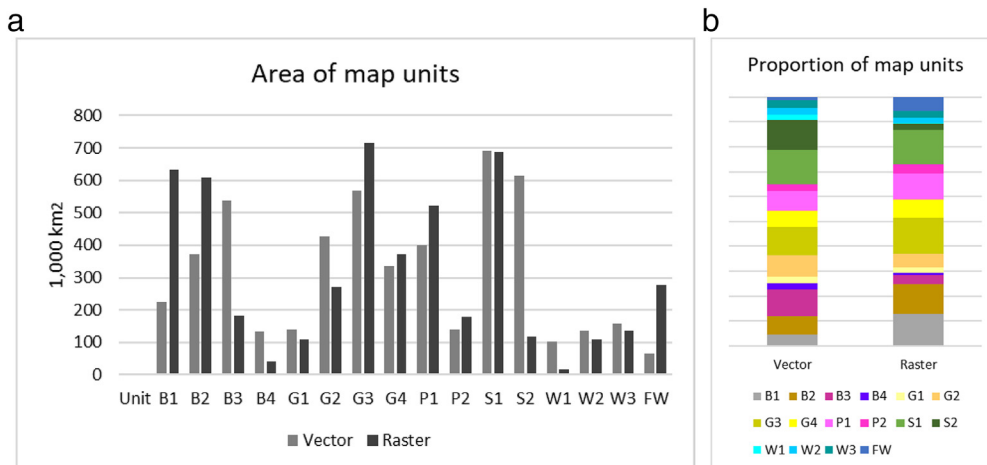 a
Area of map units
1,000 km2
800
700
600
500
400
300
200
100
0
Unit B1 B2 B3 B4 G1 G2 G3 G4 P1 P2 S1 S2 W1 W2 W3 FW
Vector Raster
b
Proportion of map units
Vector Raster
B1 B2 B3 B4 G1 G2
G3 G4 P1 P2 S1 S2
W1 W2 W3 FW